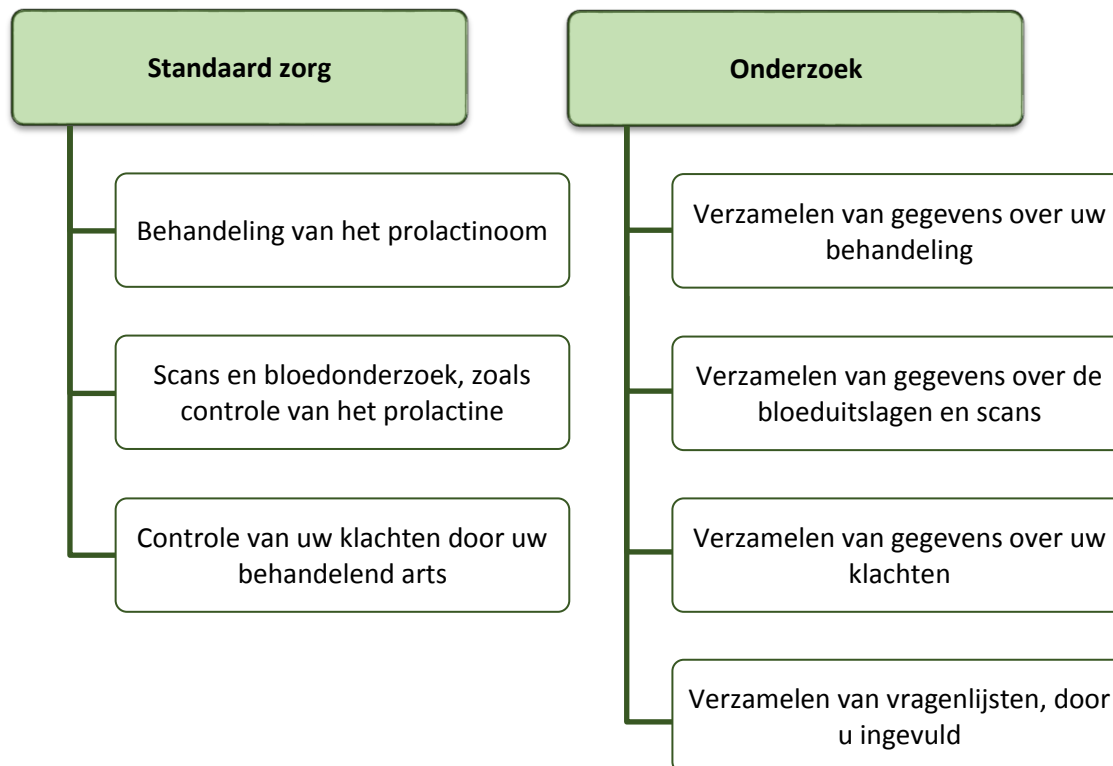 Standaard zorg
Behandeling van het prolactinoom
Scans en bloedonderzoek, zoals
controle van het prolactine
Controle van uw klachten door uw
behandelend arts
Onderzoek
Verzamelen van gegevens over uw
behandeling
Verzamelen van gegevens over de
bloeduitslagen en scans
Verzamelen van gegevens over uw
klachten
Verzamelen van vragenlijsten, door
u ingevuld